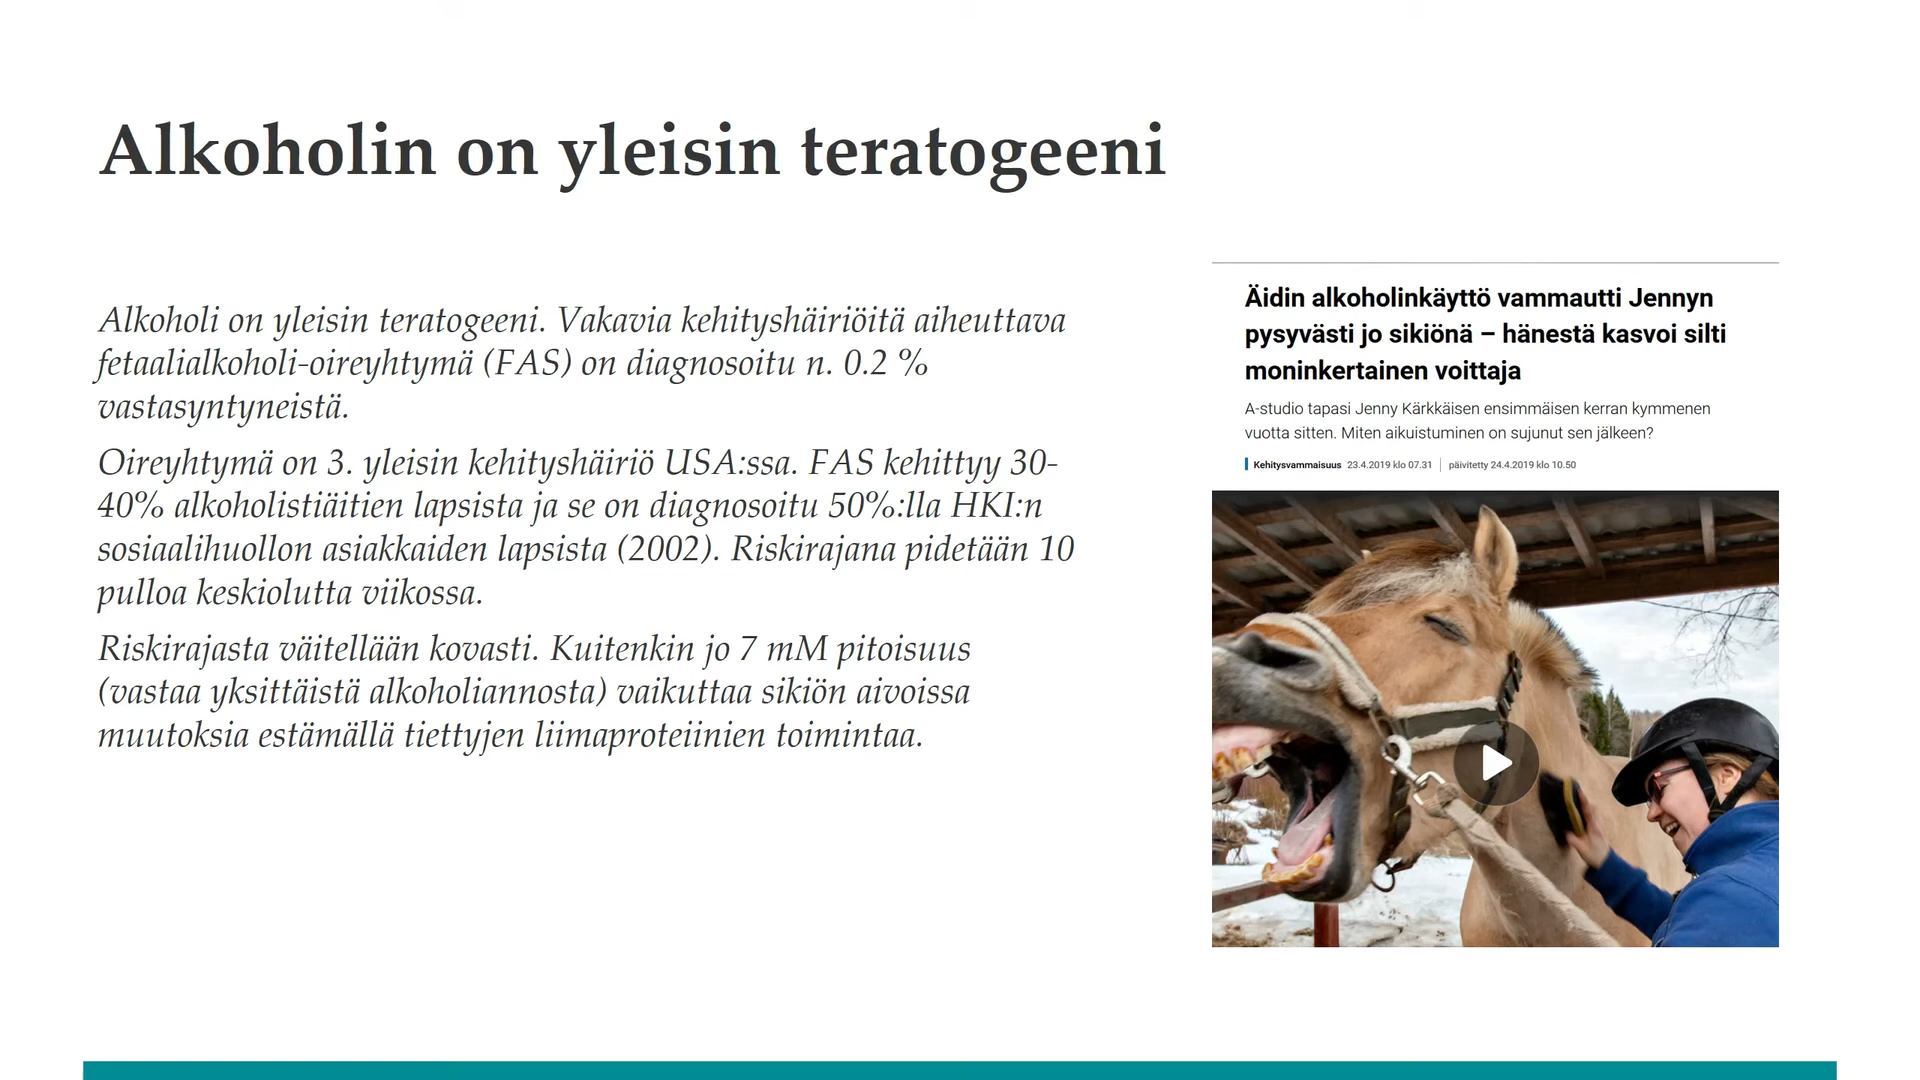 Alkoholin on yleisin teratogeeni
Alkoholi on yleisin teratogeeni. Vakavia kehityshäiriöitä aiheuttava
fetaalialkoholi-oireyhtymä (FAS) on diagnosoitu n. 0.2 %
vastasyntyneistä.
Oireyhtymä on 3. yleisin kehityshäiriö USA:ssa. FAS kehittyy 30-
40% alkoholistiäitien lapsista ja se on diagnosoitu 50%:lla HKI:n
sosiaalihuollon asiakkaiden lapsista (2002). Riskirajana pidetään 10
pulloa keskiolutta viikossa.
Riskirajasta väitellään kovasti. Kuitenkin jo 7 mM pitoisuus
(vastaa yksittäistä alkoholiannosta) vaikuttaa sikiön aivoissa
muutoksia estämällä tiettyjen liimaproteiinien toimintaa.
Äidin alkoholinkäyttö vammautti Jennyn
pysyvästi jo sikiönä – hänestä kasvoi silti
moninkertainen voittaja
A-studio tapasi Jenny Kärkkäisen ensimmäisen kerran kymmenen
vuotta sitten. Miten aikuistuminen on sujunut sen jälkeen?
Kehitysvammaisuus 23.4.2019 klo 07.31 päivitetty 24.4.2019 klo 10.50